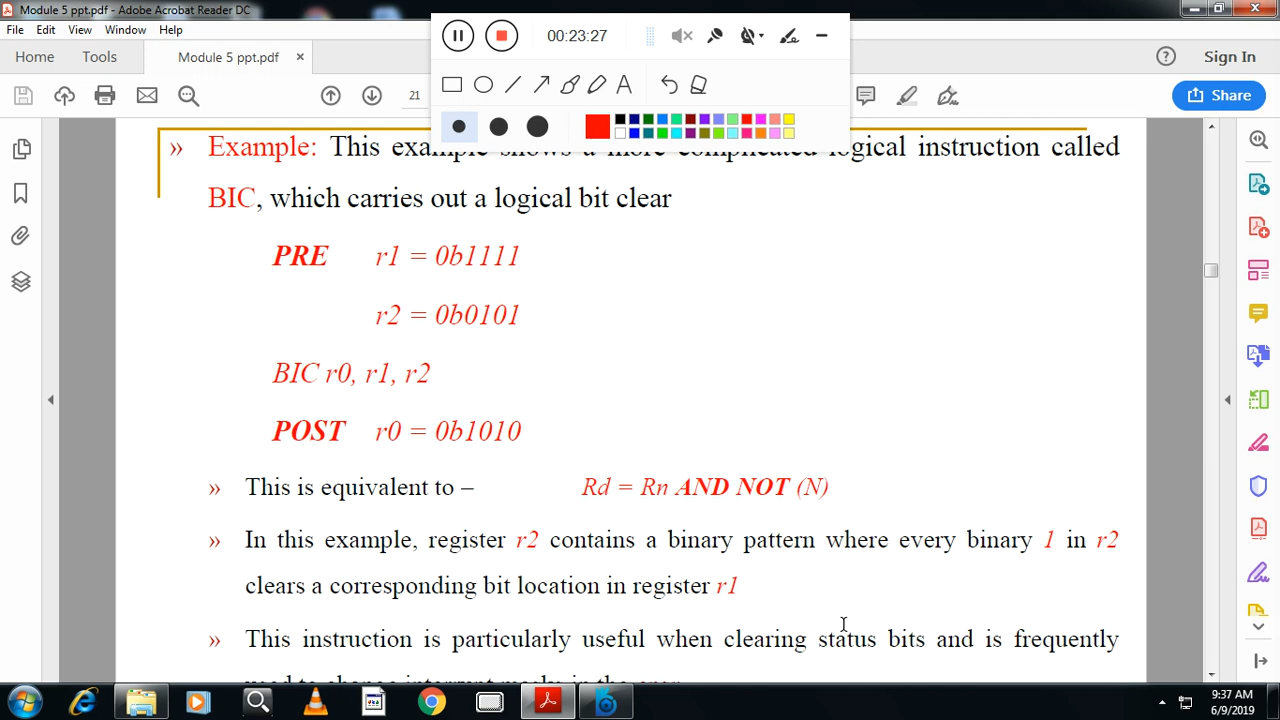 Module 5 ppt.pdf - Adobe Acrobat Reader DC
File Edit View Window Help
00:23:27
Home Tools Module 5 ppt.pdf × Sign In
21
Share
» Example: This example shows a more complicated logical instruction called
BIC, which carries out a logical bit clear
PRE r1 = 0b1111
r2 = 0b0101
BIC r0, r1, r2
POST r0 = 0b1010
» This is equivalent to – Rd = Rn AND NOT (N)
» In this example, register r2 contains a binary pattern where every binary 1 in r2
clears a corresponding bit location in register r1
» This instruction is particularly useful when clearing status bits and is frequently
9:37 AM
6/9/2019